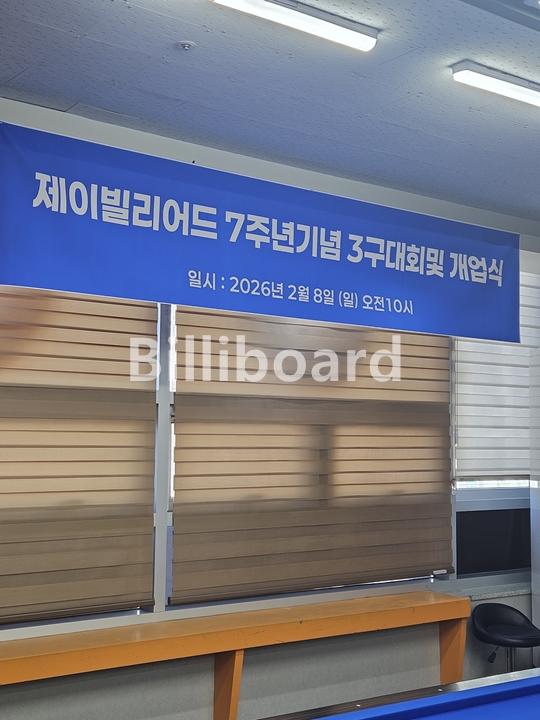 제이빌리어드 7주년기념 3구대회및 개업식
일시 : 2026년 2월 8일 (일) 오전10시
Billiboard